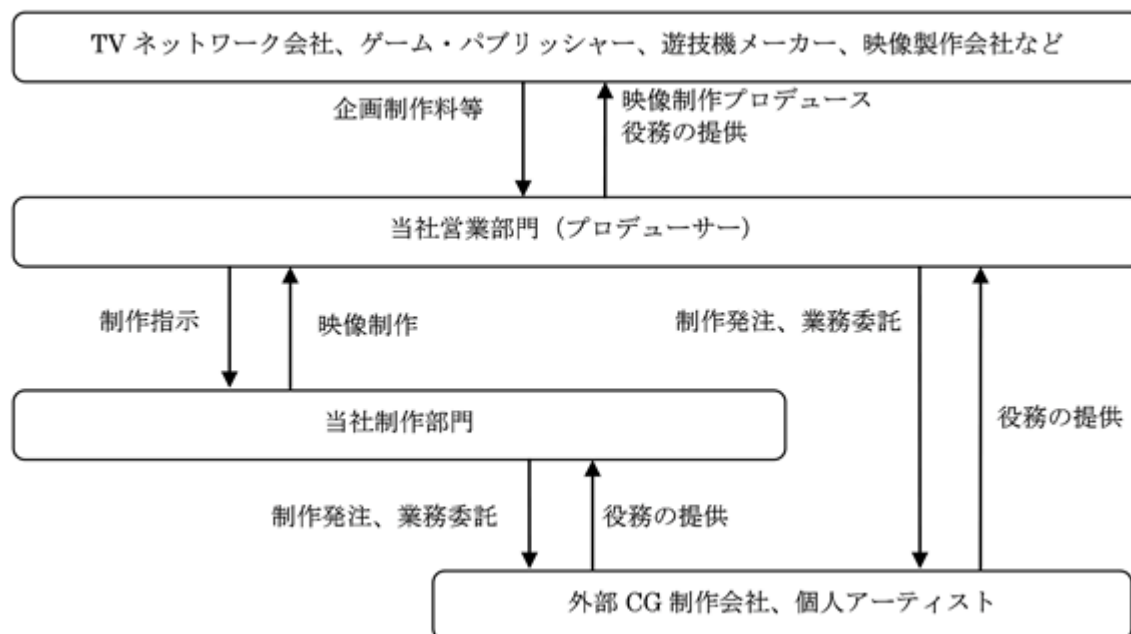 TV ネットワーク会社、ゲーム・パブリッシャー、遊技機メーカー、映像製作会社など
企画制作料等
映像制作プロデュース
役務の提供
当社営業部門（プロデューサー）
制作指示
映像制作
制作発注、業務委託
役務の提供
当社制作部門
制作発注、業務委託
役務の提供
外部 CG 制作会社、個人アーティスト